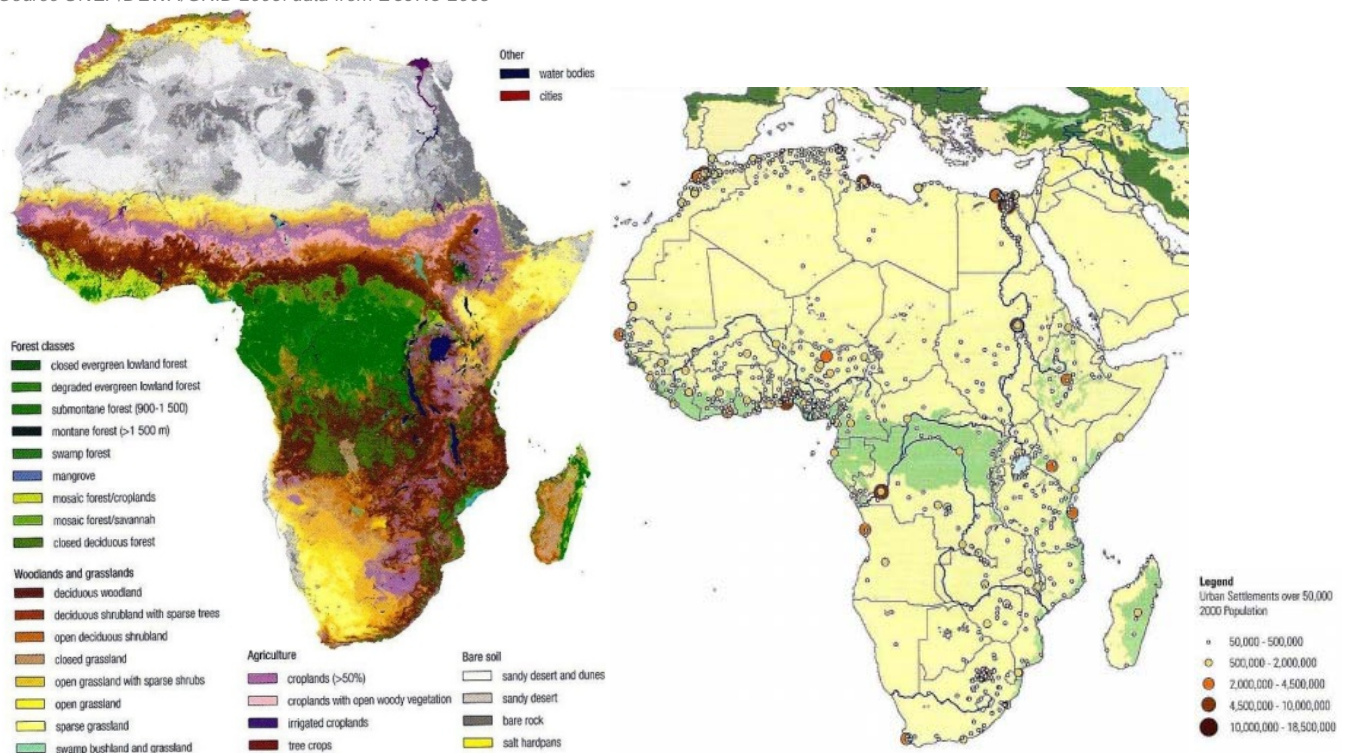 Other
water bodies
cities
Forest classes
closed evergreen lowland forest
degraded evergreen lowland forest
submontane forest (900-1 500)
montane forest (>1 500 m)
swamp forest
mangrove
mosaic forest/croplands
mosaic forest/savannah
closed deciduous forest
Woodlands and grasslands
deciduous woodland
deciduous shrubland with sparse trees
open deciduous shrubland
closed grassland
open grassland with sparse shrubs
open grassland
sparse grassland
swamp bushland and grassland
Agriculture
croplands (>50%)
croplands with open woody vegetation
irrigated croplands
tree crops
Bare soil
sandy desert and dunes
sandy desert
bare rock
salt hardpans
Legend
Urban Settlements over 50,000
2000 Population
50,000 - 500,000
500,000 - 2,000,000
2,000,000 - 4,500,000
4,500,000 - 10,000,000
10,000,000 - 18,500,000